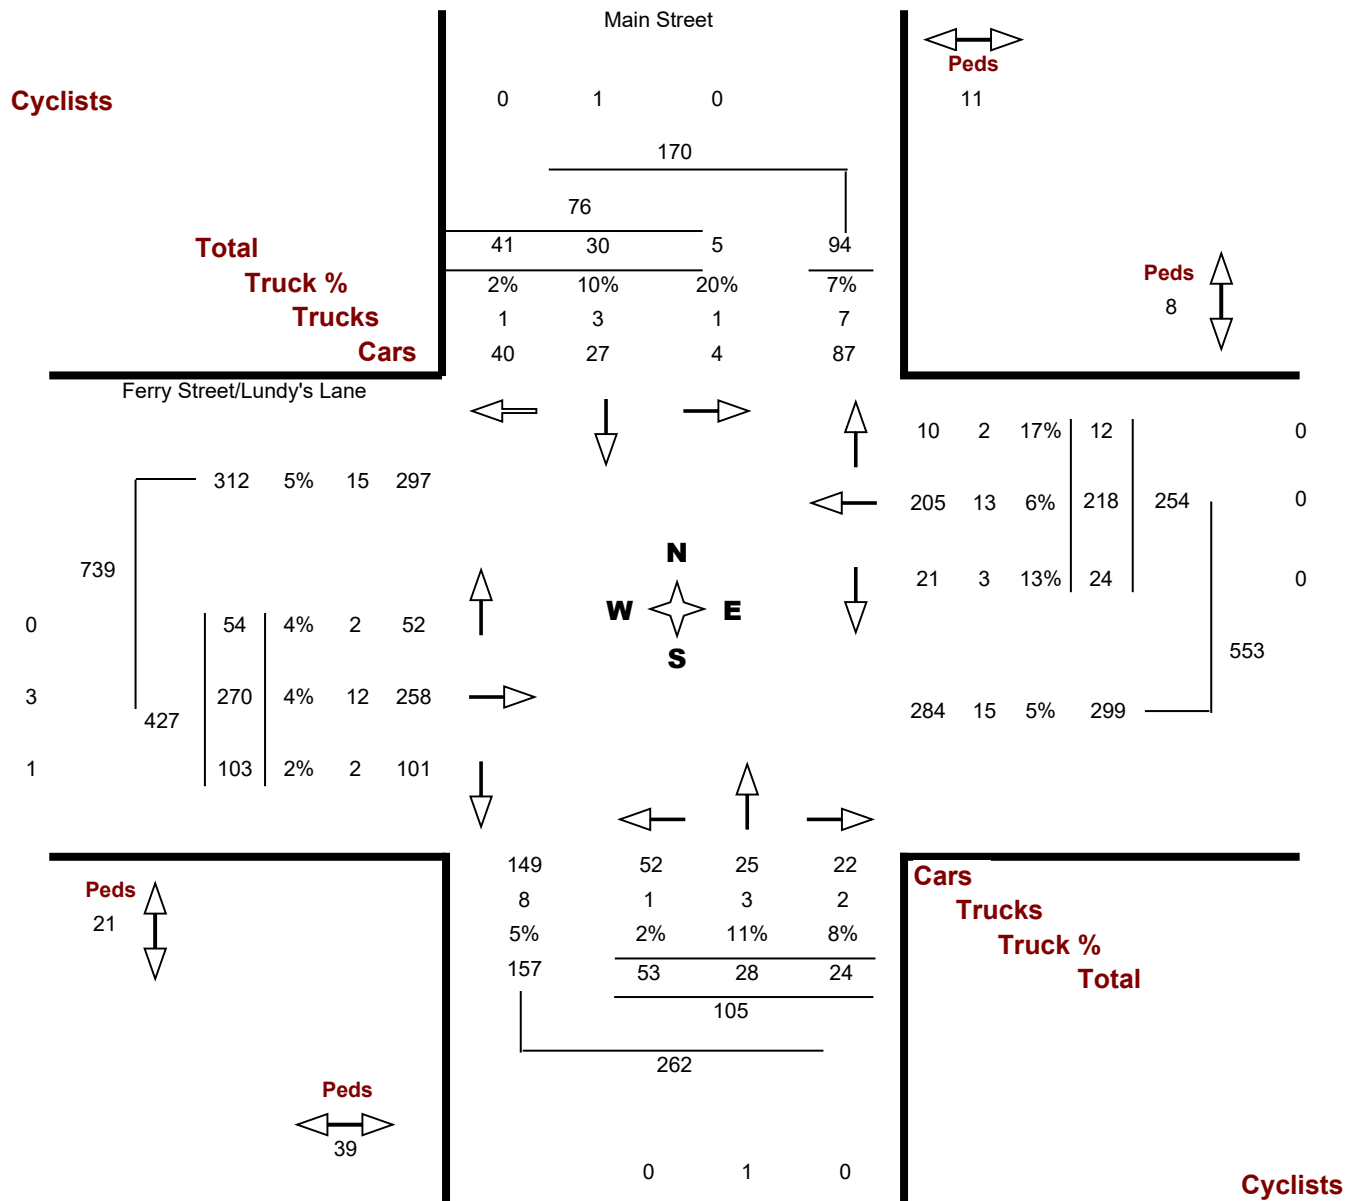 Main Street
Peds
11
Cyclists 0 1 0
170
76
Total 41 30 5 94
Truck % 2% 10% 20% 7%
Trucks 1 3 1 7
Cars 40 27 4 87
Peds
8
Ferry Street/Lundy's Lane
10 2 17% 12 0
312 5% 15 297
205 13 6% 218 254 0
N
739
21 3 13% 24 0
W E
0 54 4% 2 52
553
S
3 270 4% 12 258
427
284 15 5% 299
1 103 2% 2 101
149 52 25 22
Cars
8 1 3 2
Trucks
5% 2% 11% 8%
Truck %
157 53 28 24
Total
Peds
21
105
262
Peds
39
0 1 0
Cyclists